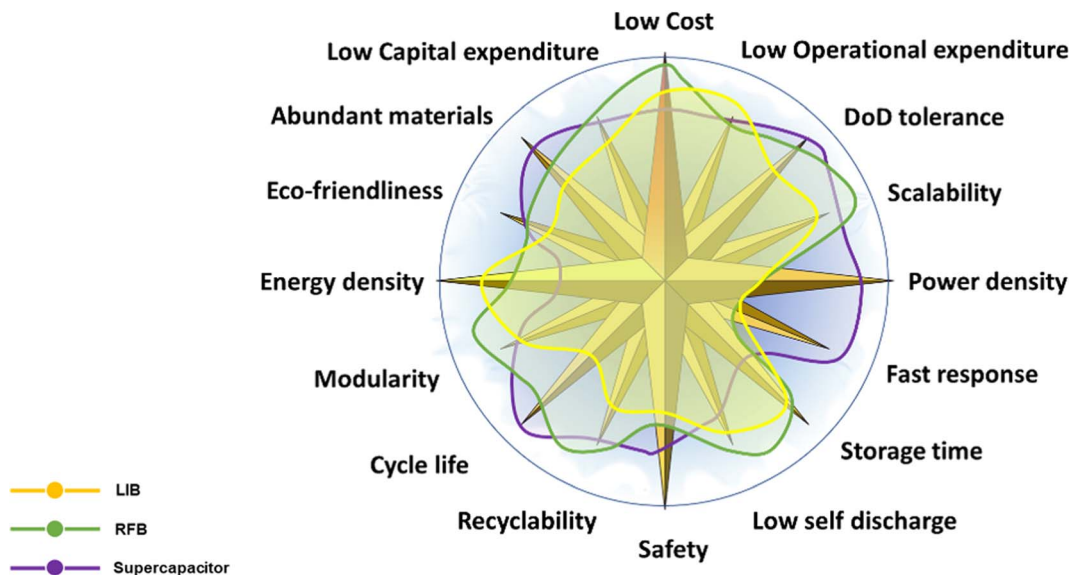 Low Cost
Low Capital expenditure
Low Operational expenditure
Abundant materials
DoD tolerance
Eco-friendliness
Scalability
Energy density
Power density
Modularity
Fast response
Cycle life
Storage time
Recyclability
Low self discharge
Safety
LIB
RFB
Supercapacitor